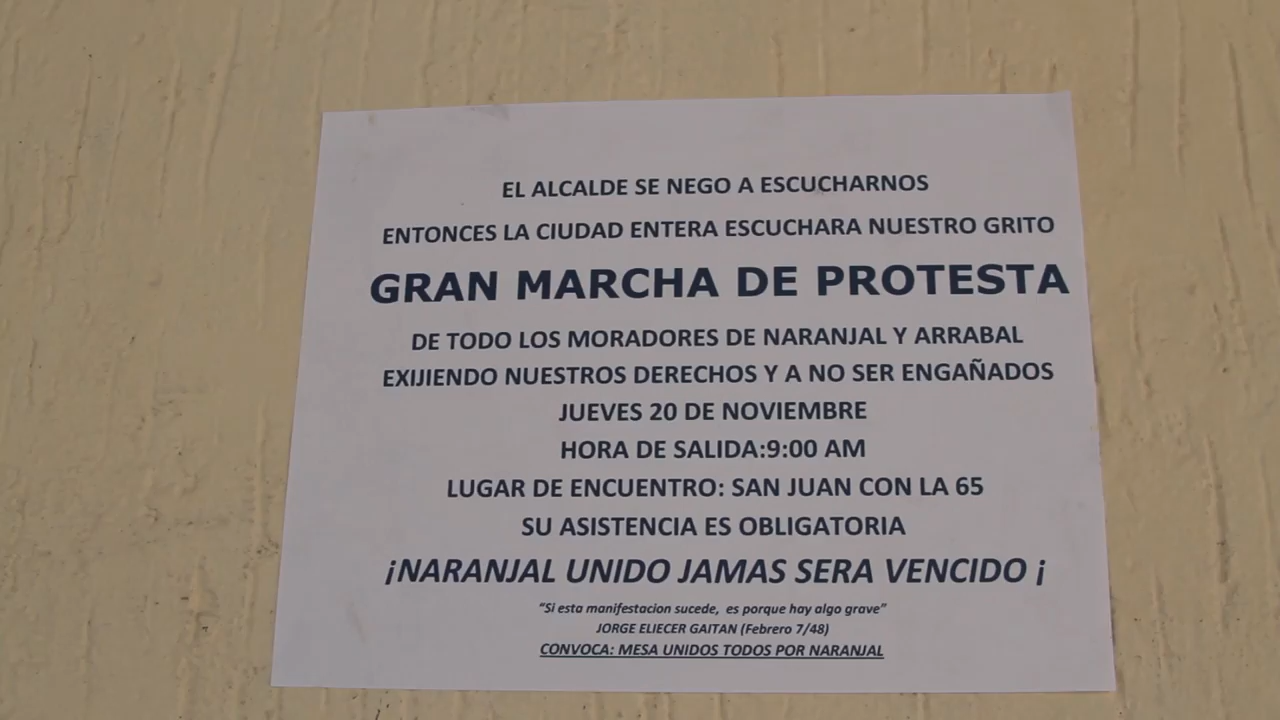 EL ALCALDE SE NEGO A ESCUCHARNOS
ENTONCES LA CIUDAD ENTERA ESCUCHARA NUESTRO GRITO
GRAN MARCHA DE PROTESTA
DE TODO LOS MORADORES DE NARANJAL Y ARRABAL
EXIJIENDO NUESTROS DERECHOS Y A NO SER ENGAÑADOS
JUEVES 20 DE NOVIEMBRE
HORA DE SALIDA:9:00 AM
LUGAR DE ENCUENTRO: SAN JUAN CON LA 65
SU ASISTENCIA ES OBLIGATORIA
¡NARANJAL UNIDO JAMAS SERA VENCIDO ¡
“Si esta manifestacion sucede, es porque hay algo grave”
JORGE ELIECER GAITAN (Febrero 7/48)
CONVOCA: MESA UNIDOS TODOS POR NARANJAL